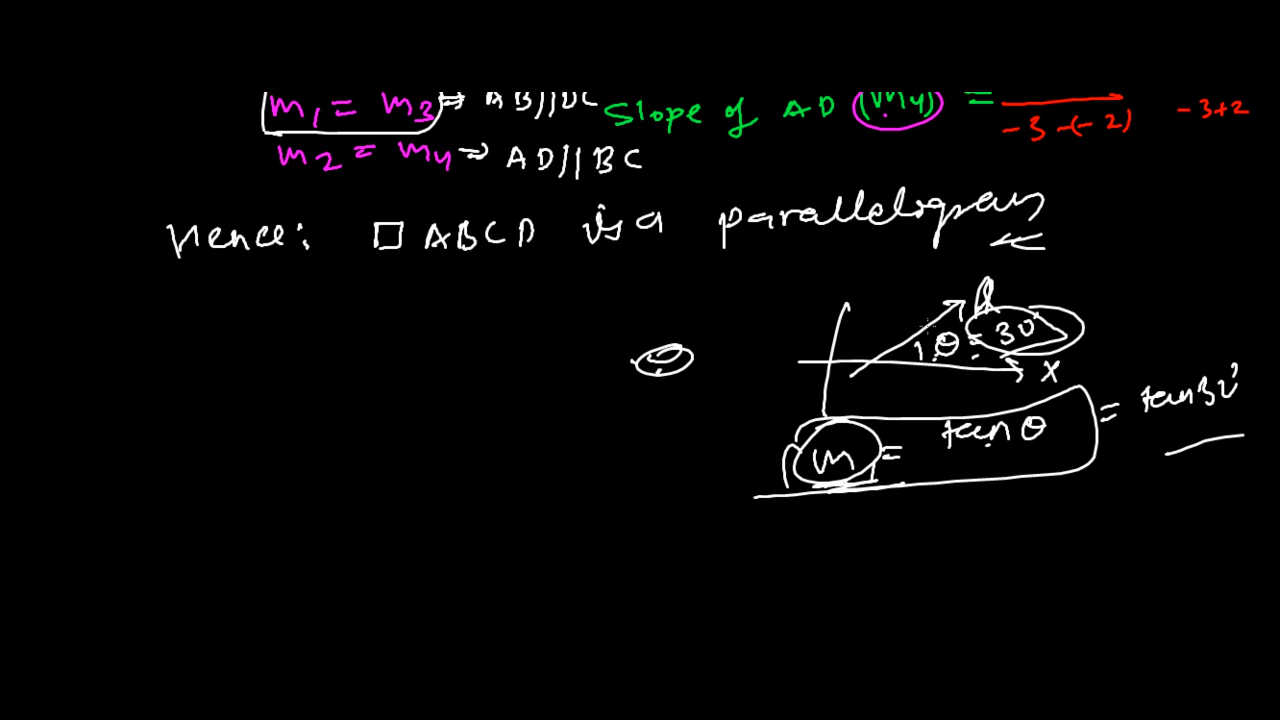 m1 = m3 ⇒ AB//DC Slope of AD (m4) =
-3-(-2) -3+2
m2 = m4 ⇒ AD//BC
Hence: □ ABCD is a parallelogram
θ = 30°
X
m = tanθ = tan30°